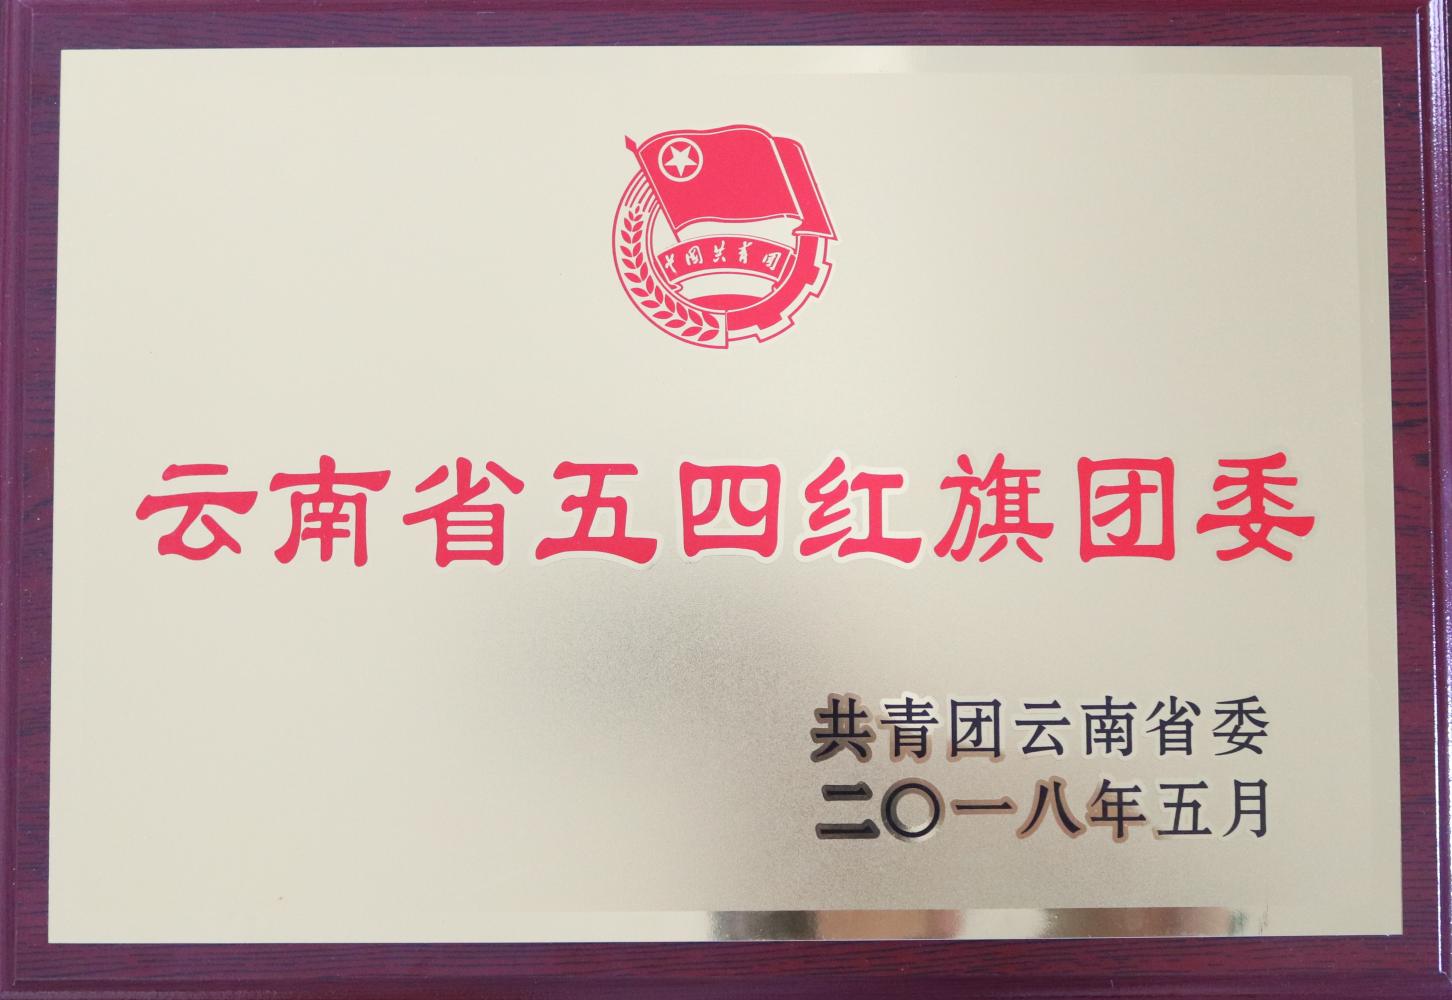 中国共青团
云南省五四红旗团委
共青团云南省委
二〇一八年五月